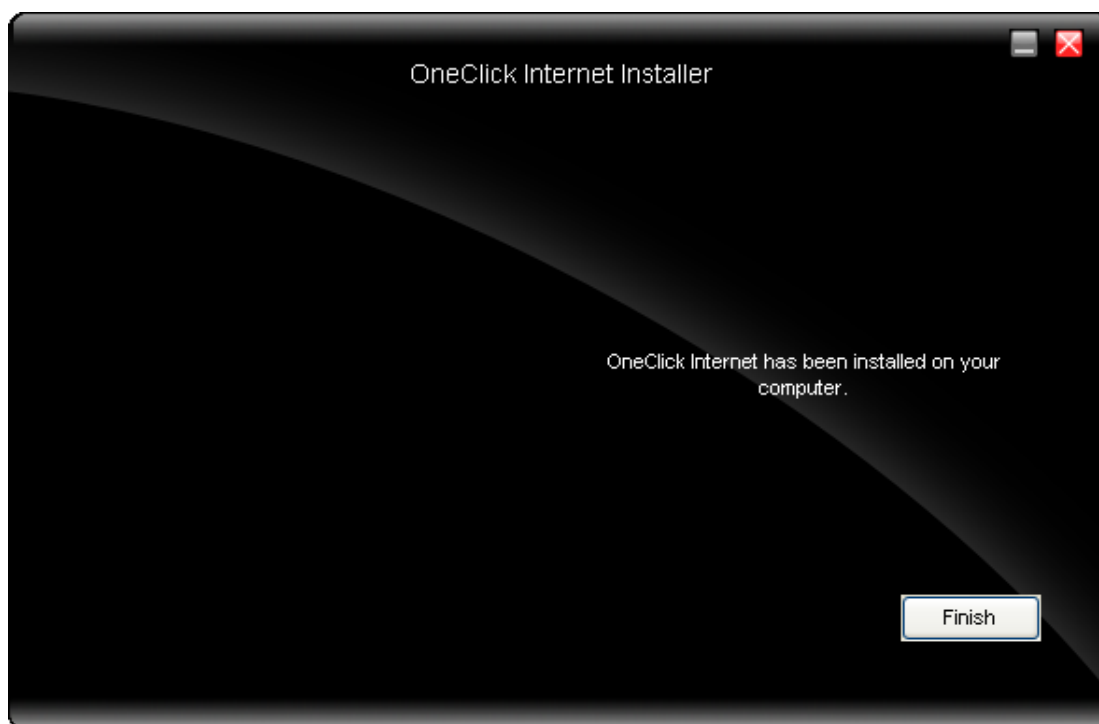 OneClick Internet Installer
OneClick Internet has been installed on your
computer.
Finish